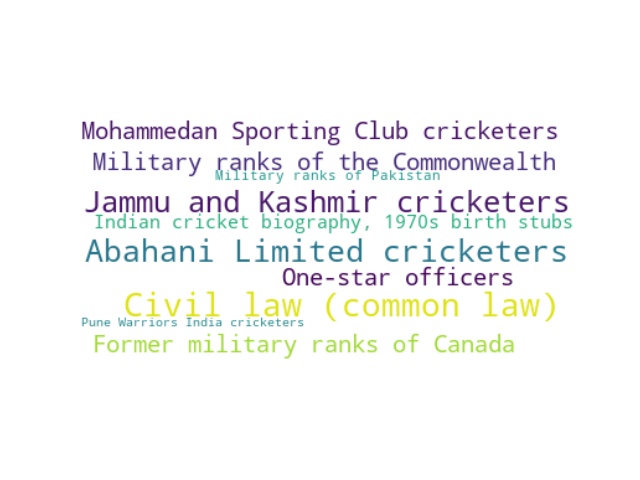 Mohammedan Sporting Club cricketers
Military ranks of the Commonwealth
Military ranks of Pakistan
Jammu and Kashmir cricketers
Indian cricket biography, 1970s birth stubs
Abahani Limited cricketers
One-star officers
Civil law (common law)
Pune Warriors India cricketers
Former military ranks of Canada